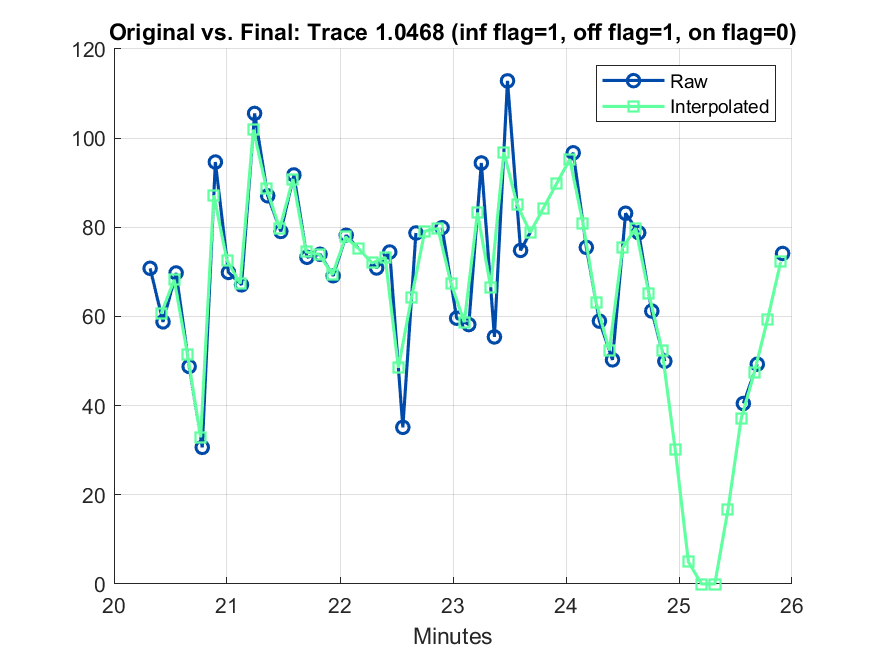 Original vs. Final: Trace 1.0468 (inf flag=1, off flag=1, on flag=0)
120
100
80
60
40
20
0
Raw
Interpolated
20 21 22 23 24 25 26
Minutes